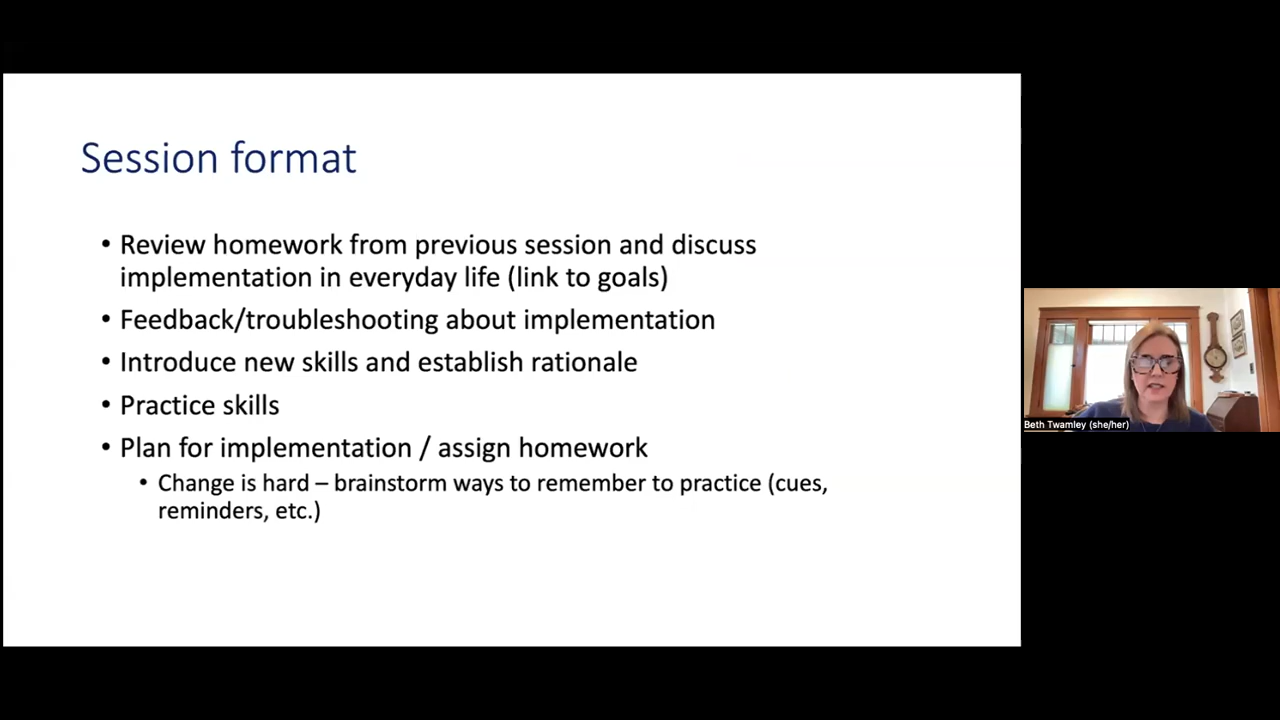 Session format
• Review homework from previous session and discuss
implementation in everyday life (link to goals)
• Feedback/troubleshooting about implementation
• Introduce new skills and establish rationale
• Practice skills
• Plan for implementation / assign homework
• Change is hard – brainstorm ways to remember to practice (cues,
reminders, etc.)
Beth Twamley (she/her)